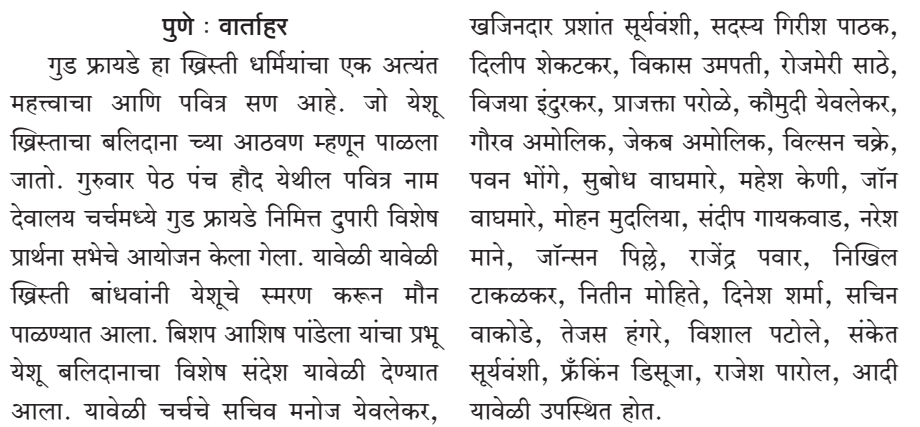 पुणे : वार्ताहर
गुड फ्रायडे हा ख्रिस्ती धर्मियांचा एक अत्यंत
महत्त्वाचा आणि पवित्र सण आहे. जो येशू
ख्रिस्ताचा बलिदाना च्या आठवण म्हणून पाळला
जातो. गुरुवार पेठ पंच हौद येथील पवित्र नाम
देवालय चर्चमध्ये गुड फ्रायडे निमित्त दुपारी विशेष
प्रार्थना सभेचे आयोजन केला गेला. यावेळी यावेळी
ख्रिस्ती बांधवांनी येशूचे स्मरण करून मौन
पाळण्यात आला. बिशप आशिष पांडेला यांचा प्रभू
येशू बलिदानाचा विशेष संदेश यावेळी देण्यात
आला. यावेळी चर्चचे सचिव मनोज येवलेकर,
खजिनदार प्रशांत सूर्यवंशी, सदस्य गिरीश पाठक,
दिलीप शेकटकर, विकास उमपती, रोजमेरी साठे,
विजया इंदुरकर, प्राजक्ता परोळे, कौमुदी येवलेकर,
गौरव अमोलिक, जेकब अमोलिक, विल्सन चक्रे,
पवन भोंगे, सुबोध वाघमारे, महेश केणी, जॉन
वाघमारे, मोहन मुदलिया, संदीप गायकवाड, नरेश
माने, जॉन्सन पिल्ले, राजेंद्र पवार, निखिल
टाकळकर, नितीन मोहिते, दिनेश शर्मा, सचिन
वाकोडे, तेजस हंगरे, विशाल पटोले, संकेत
सूर्यवंशी, फ्रँकिंन डिसूजा, राजेश पारोल, आदी
यावेळी उपस्थित होत.